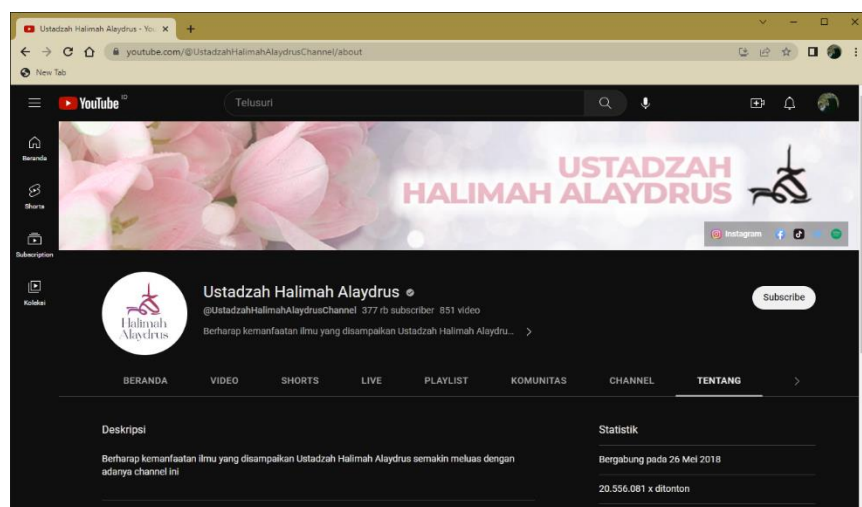 Ustadzah Halimah Alaydrus - You
youtube.com/@UstadzahHalimahAlaydrusChannel/about
New Tab
YouTube ID
Telusuri
Beranda
Shorts
Subscription
Koleksi
USTADZAH
HALIMAH ALAYDRUS
Instagram
Halimah
Alaydrus
Ustadzah Halimah Alaydrus
@UstadzahHalimahAlaydrusChannel 377 rb subscriber 851 video
Berharap kemanfaatan ilmu yang disampaikan Ustadzah Halimah Alaydru...
Subscribe
BERANDA VIDEO SHORTS LIVE PLAYLIST KOMUNITAS CHANNEL TENTANG
Deskripsi
Berharap kemanfaatan ilmu yang disampaikan Ustadzah Halimah Alaydrus semakin meluas dengan
adanya channel ini
Statistik
Bergabung pada 26 Mei 2018
20.556.081 x ditonton